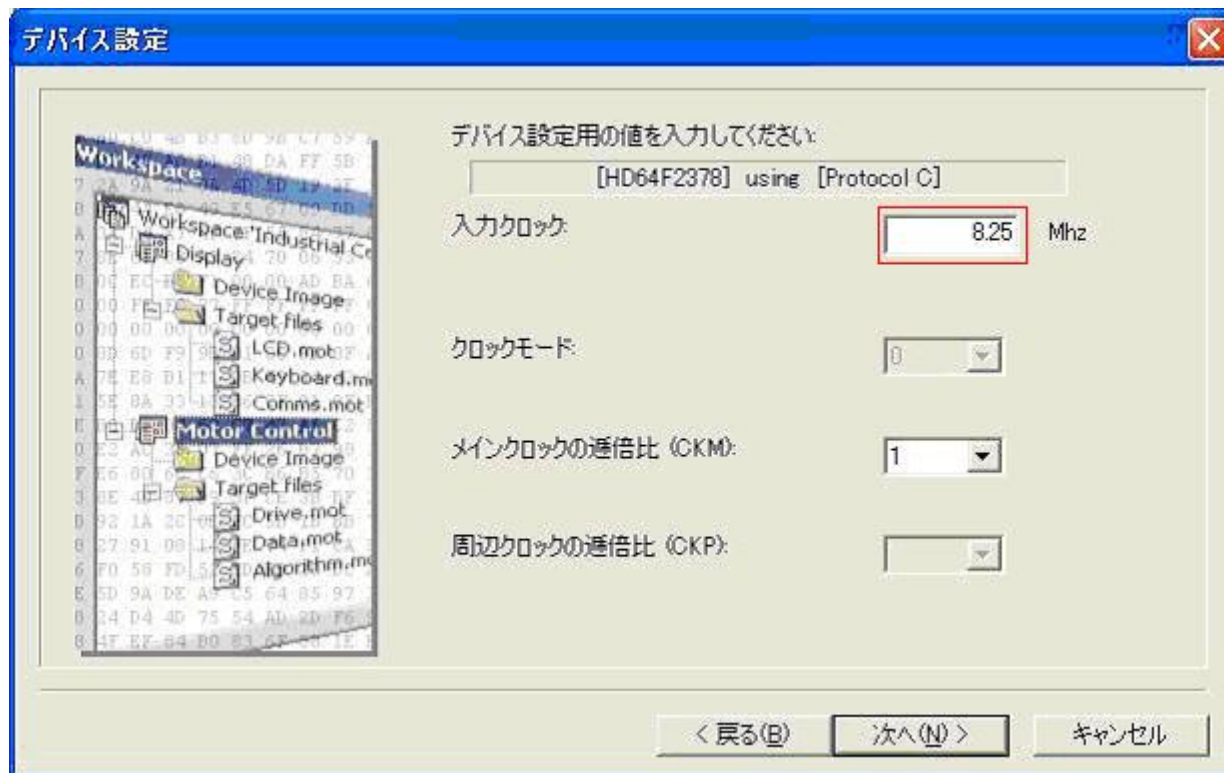 デバイス設定
デバイス設定用の値を入力してください:
[HD64F2378] using [Protocol C]
入力クロック:
8.25
Mhz
クロックモード:
0
メインクロックの逓倍比 (CKM):
1
周辺クロックの逓倍比 (CKP):
Workspace
Workspace:'Industrial Co
Display
Device Image
Target files
LCD.mot
Keyboard.mo
Comms.mot
Motor Control
Device Image
Target files
Drive.mot
Data.mot
Algorithm.mo
< 戻る(B)
次へ(N) >
キャンセル